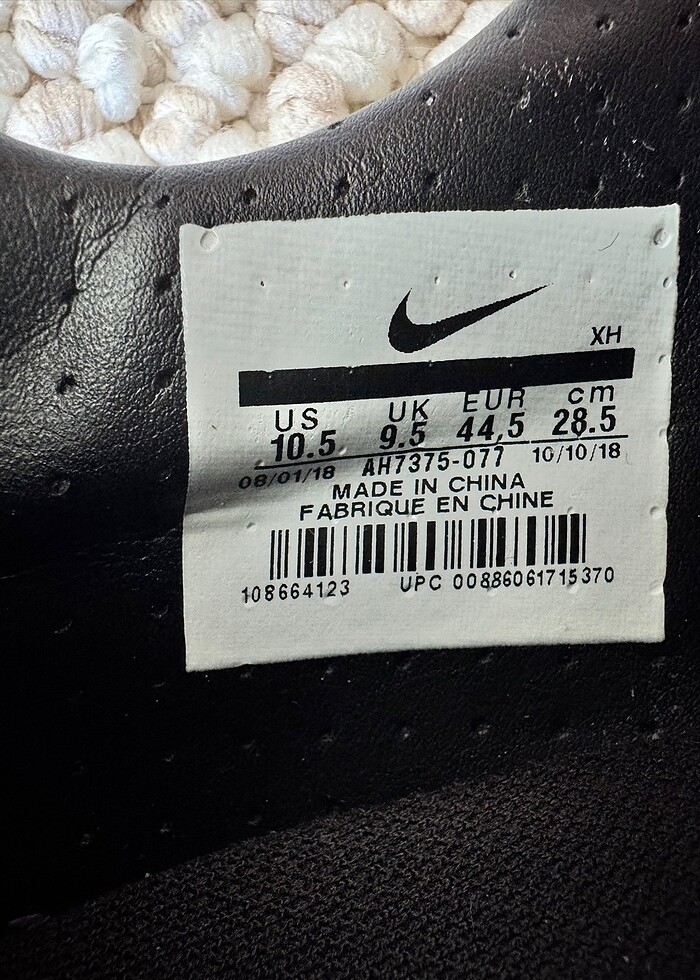 XH
US UK EUR cm
10.5 9.5 44,5 28.5
08/01/18 AH7375-077 10/10/18
MADE IN CHINA
FABRIQUE EN CHINE
108664123 UPC 00886061715370